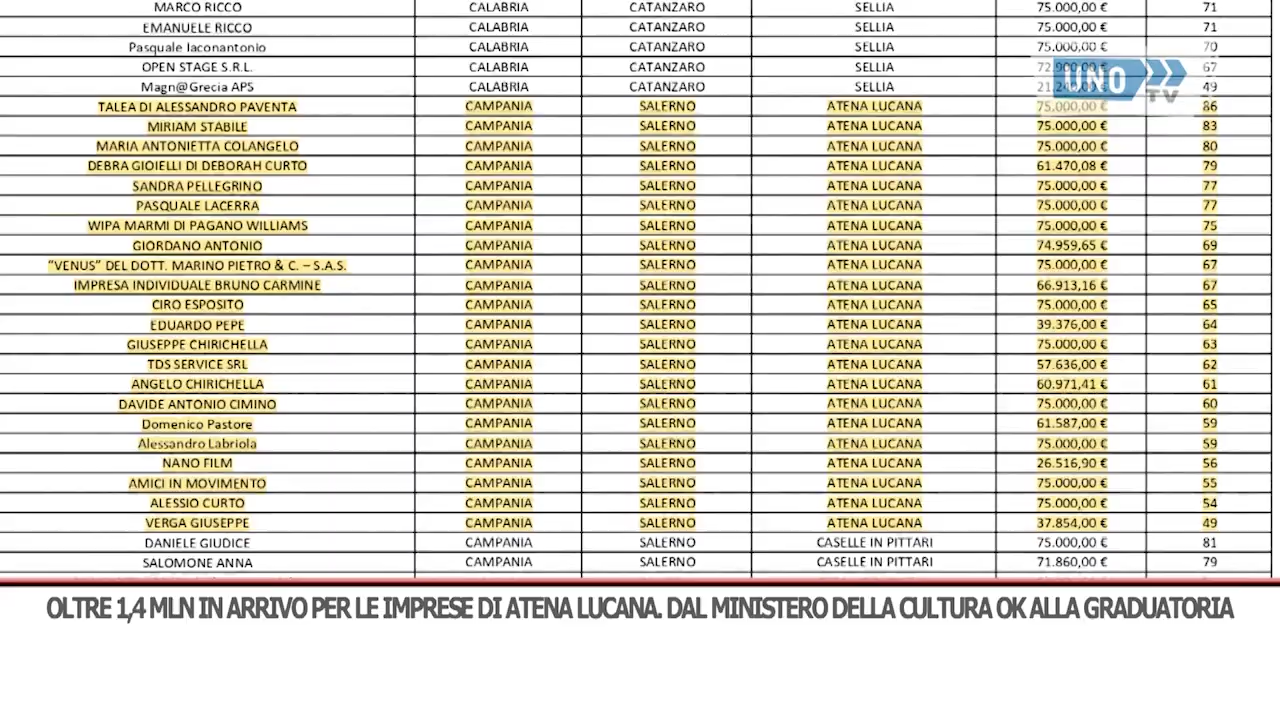 MARCO RICCO CALABRIA CATANZARO SELLIA 75.000,00 € 71
EMANUELE RICCO CALABRIA CATANZARO SELLIA 75.000,00 € 71
Pasquale Iaconantonio CALABRIA CATANZARO SELLIA 75.000,00 € 70
OPEN STAGE S.R.L. CALABRIA CATANZARO SELLIA 72.900,00 € 67
Magn@Grecia APS CALABRIA CATANZARO SELLIA 49
UNO TV
TALEA DI ALESSANDRO PAVENTA CAMPANIA SALERNO ATENA LUCANA 75.000,00 € 86
MIRIAM STABILE CAMPANIA SALERNO ATENA LUCANA 75.000,00 € 83
MARIA ANTONIETTA COLANGELO CAMPANIA SALERNO ATENA LUCANA 75.000,00 € 80
DEBRA GIOIELLI DI DEBORAH CURTO CAMPANIA SALERNO ATENA LUCANA 61.470,08 € 79
SANDRA PELLEGRINO CAMPANIA SALERNO ATENA LUCANA 75.000,00 € 77
PASQUALE LACERRA CAMPANIA SALERNO ATENA LUCANA 75.000,00 € 77
WIPA MARMI DI PAGANO WILLIAMS CAMPANIA SALERNO ATENA LUCANA 75.000,00 € 75
GIORDANO ANTONIO CAMPANIA SALERNO ATENA LUCANA 74.959,65 € 69
“VENUS” DEL DOTT. MARINO PIETRO & C. – S.A.S. CAMPANIA SALERNO ATENA LUCANA 75.000,00 € 67
IMPRESA INDIVIDUALE BRUNO CARMINE CAMPANIA SALERNO ATENA LUCANA 66.913,16 € 67
CIRO ESPOSITO CAMPANIA SALERNO ATENA LUCANA 75.000,00 € 65
EDUARDO PEPE CAMPANIA SALERNO ATENA LUCANA 39.376,00 € 64
GIUSEPPE CHIRICHELLA CAMPANIA SALERNO ATENA LUCANA 75.000,00 € 63
TDS SERVICE SRL CAMPANIA SALERNO ATENA LUCANA 57.636,00 € 62
ANGELO CHIRICHELLA CAMPANIA SALERNO ATENA LUCANA 60.971,41 € 61
DAVIDE ANTONIO CIMINO CAMPANIA SALERNO ATENA LUCANA 75.000,00 € 60
Domenico Pastore CAMPANIA SALERNO ATENA LUCANA 61.587,00 € 59
Alessandro Labriola CAMPANIA SALERNO ATENA LUCANA 75.000,00 € 59
NANO FILM CAMPANIA SALERNO ATENA LUCANA 26.516,90 € 56
AMICI IN MOVIMENTO CAMPANIA SALERNO ATENA LUCANA 75.000,00 € 55
ALESSIO CURTO CAMPANIA SALERNO ATENA LUCANA 75.000,00 € 54
VERGA GIUSEPPE CAMPANIA SALERNO ATENA LUCANA 37.854,00 € 49
DANIELE GIUDICE CAMPANIA SALERNO CASELLE IN PITTARI 75.000,00 € 81
SALOMONE ANNA CAMPANIA SALERNO CASELLE IN PITTARI 71.860,00 € 79
OLTRE 1,4 MLN IN ARRIVO PER LE IMPRESE DI ATENA LUCANA. DAL MINISTERO DELLA CULTURA OK ALLA GRADUATORIA